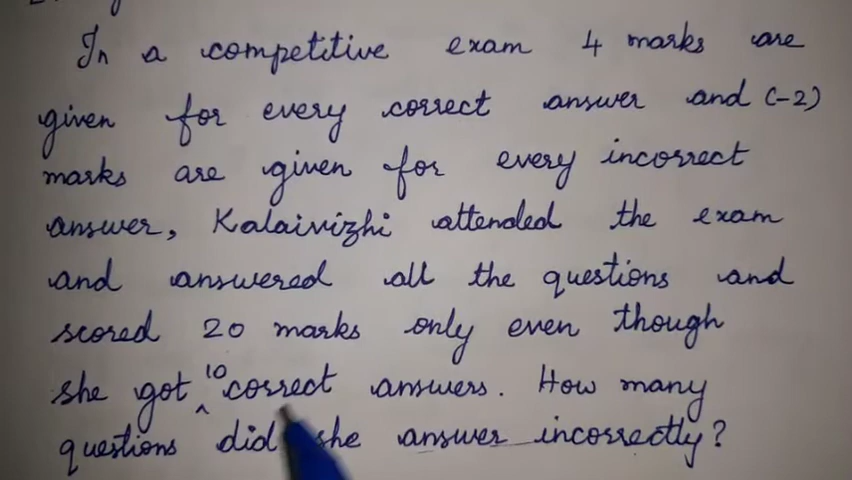 In a competitive exam 4 marks are
given for every correct answer and (-2)
marks are given for every incorrect
answer, Kalaivizhi attended the exam
and answered all the questions and
scored 20 marks only even though
she got 10 correct answers. How many
questions did she answer incorrectly?